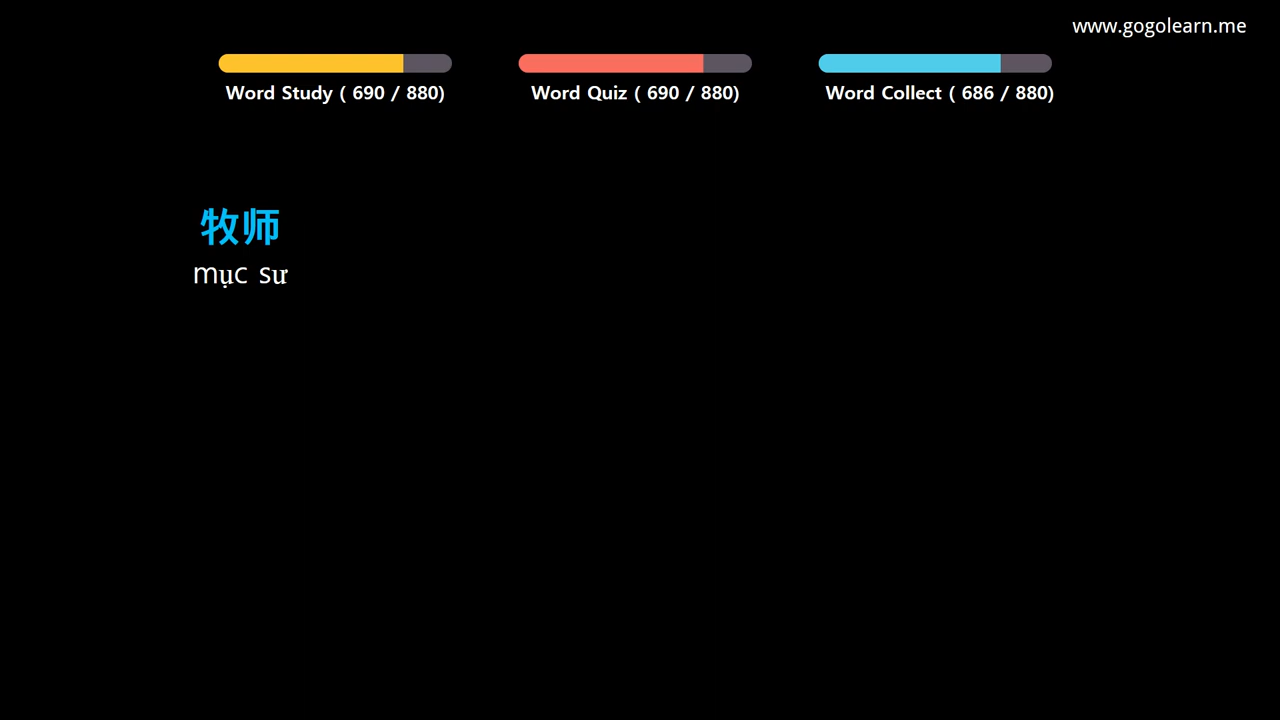 www.gogolearn.me
Word Study ( 690 / 880)
Word Quiz ( 690 / 880)
Word Collect ( 686 / 880)
牧师
mục sư